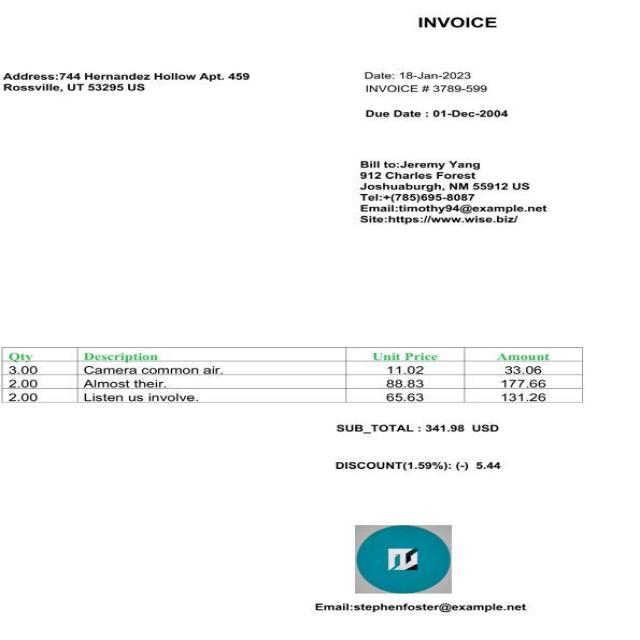 INVOICE
Address:744 Hernandez Hollow Apt. 459
Rossville, UT 53295 US
Date: 18-Jan-2023
INVOICE # 3789-599
Due Date : 01-Dec-2004
Bill to:Jeremy Yang
912 Charles Forest
Joshuaburgh, NM 55912 US
Tel:+(785)695-8087
Email:timothy94@example.net
Site:https://www.wise.biz/
Qty Description Unit Price Amount
3.00 Camera common air. 11.02 33.06
2.00 Almost their. 88.83 177.66
2.00 Listen us involve. 65.63 131.26
SUB_TOTAL : 341.98 USD
DISCOUNT(1.59%): (-) 5.44
Email:stephenfoster@example.net